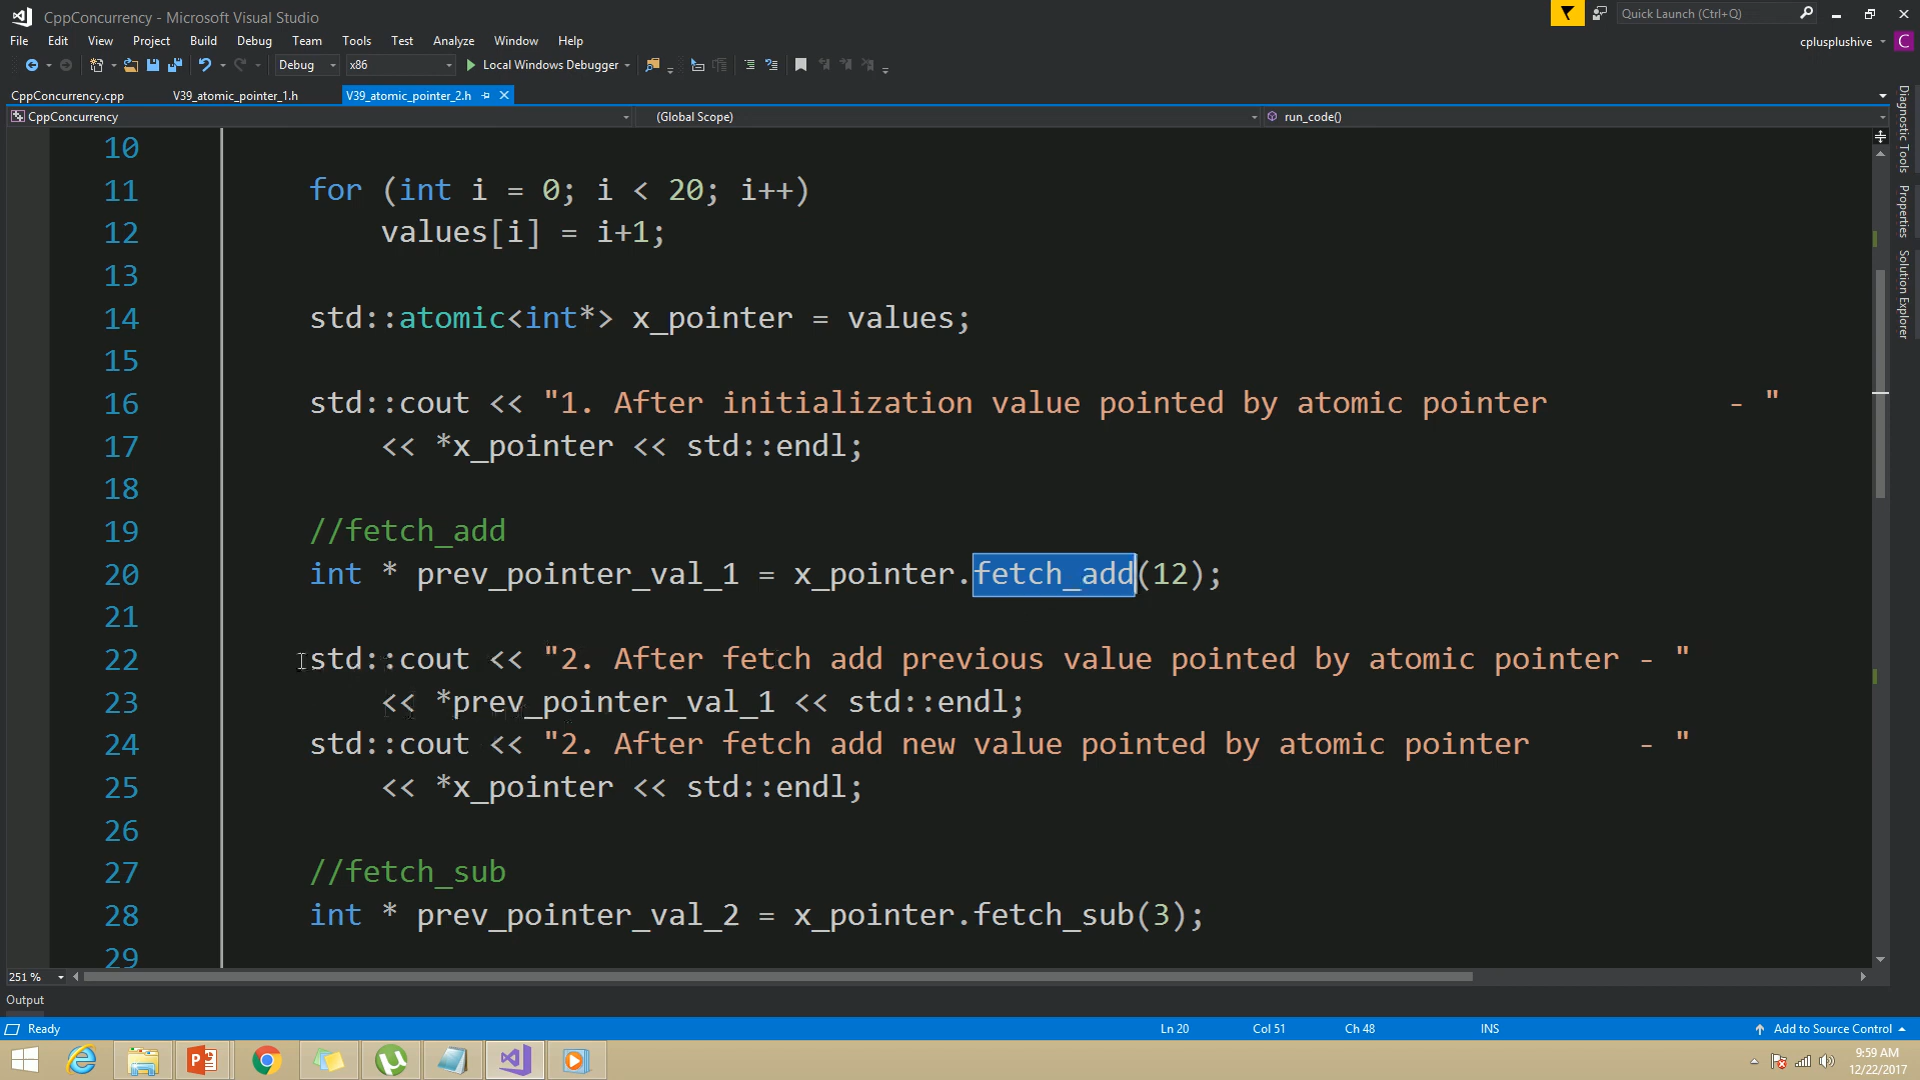 CppConcurrency - Microsoft Visual Studio
Quick Launch (Ctrl+Q)
File Edit View Project Build Debug Team Tools Test Analyze Window Help
cplusplushive
C
Debug x86 Local Windows Debugger
CppConcurrency.cpp V39_atomic_pointer_1.h V39_atomic_pointer_2.h
CppConcurrency (Global Scope) run_code()
10
11 for (int i = 0; i < 20; i++)
12 values[i] = i+1;
13
14 std::atomic<int*> x_pointer = values;
15
16 std::cout << "1. After initialization value pointed by atomic pointer - "
17 << *x_pointer << std::endl;
18
19 //fetch_add
20 int * prev_pointer_val_1 = x_pointer.fetch_add(12);
21
22 std::cout << "2. After fetch add previous value pointed by atomic pointer - "
23 << *prev_pointer_val_1 << std::endl;
24 std::cout << "2. After fetch add new value pointed by atomic pointer - "
25 << *x_pointer << std::endl;
26
27 //fetch_sub
28 int * prev_pointer_val_2 = x_pointer.fetch_sub(3);
29
Diagnostic Tools
Properties
Solution Explorer
251 %
Output
Ready Ln 20 Col 51 Ch 48 INS Add to Source Control
9:59 AM
12/22/2017